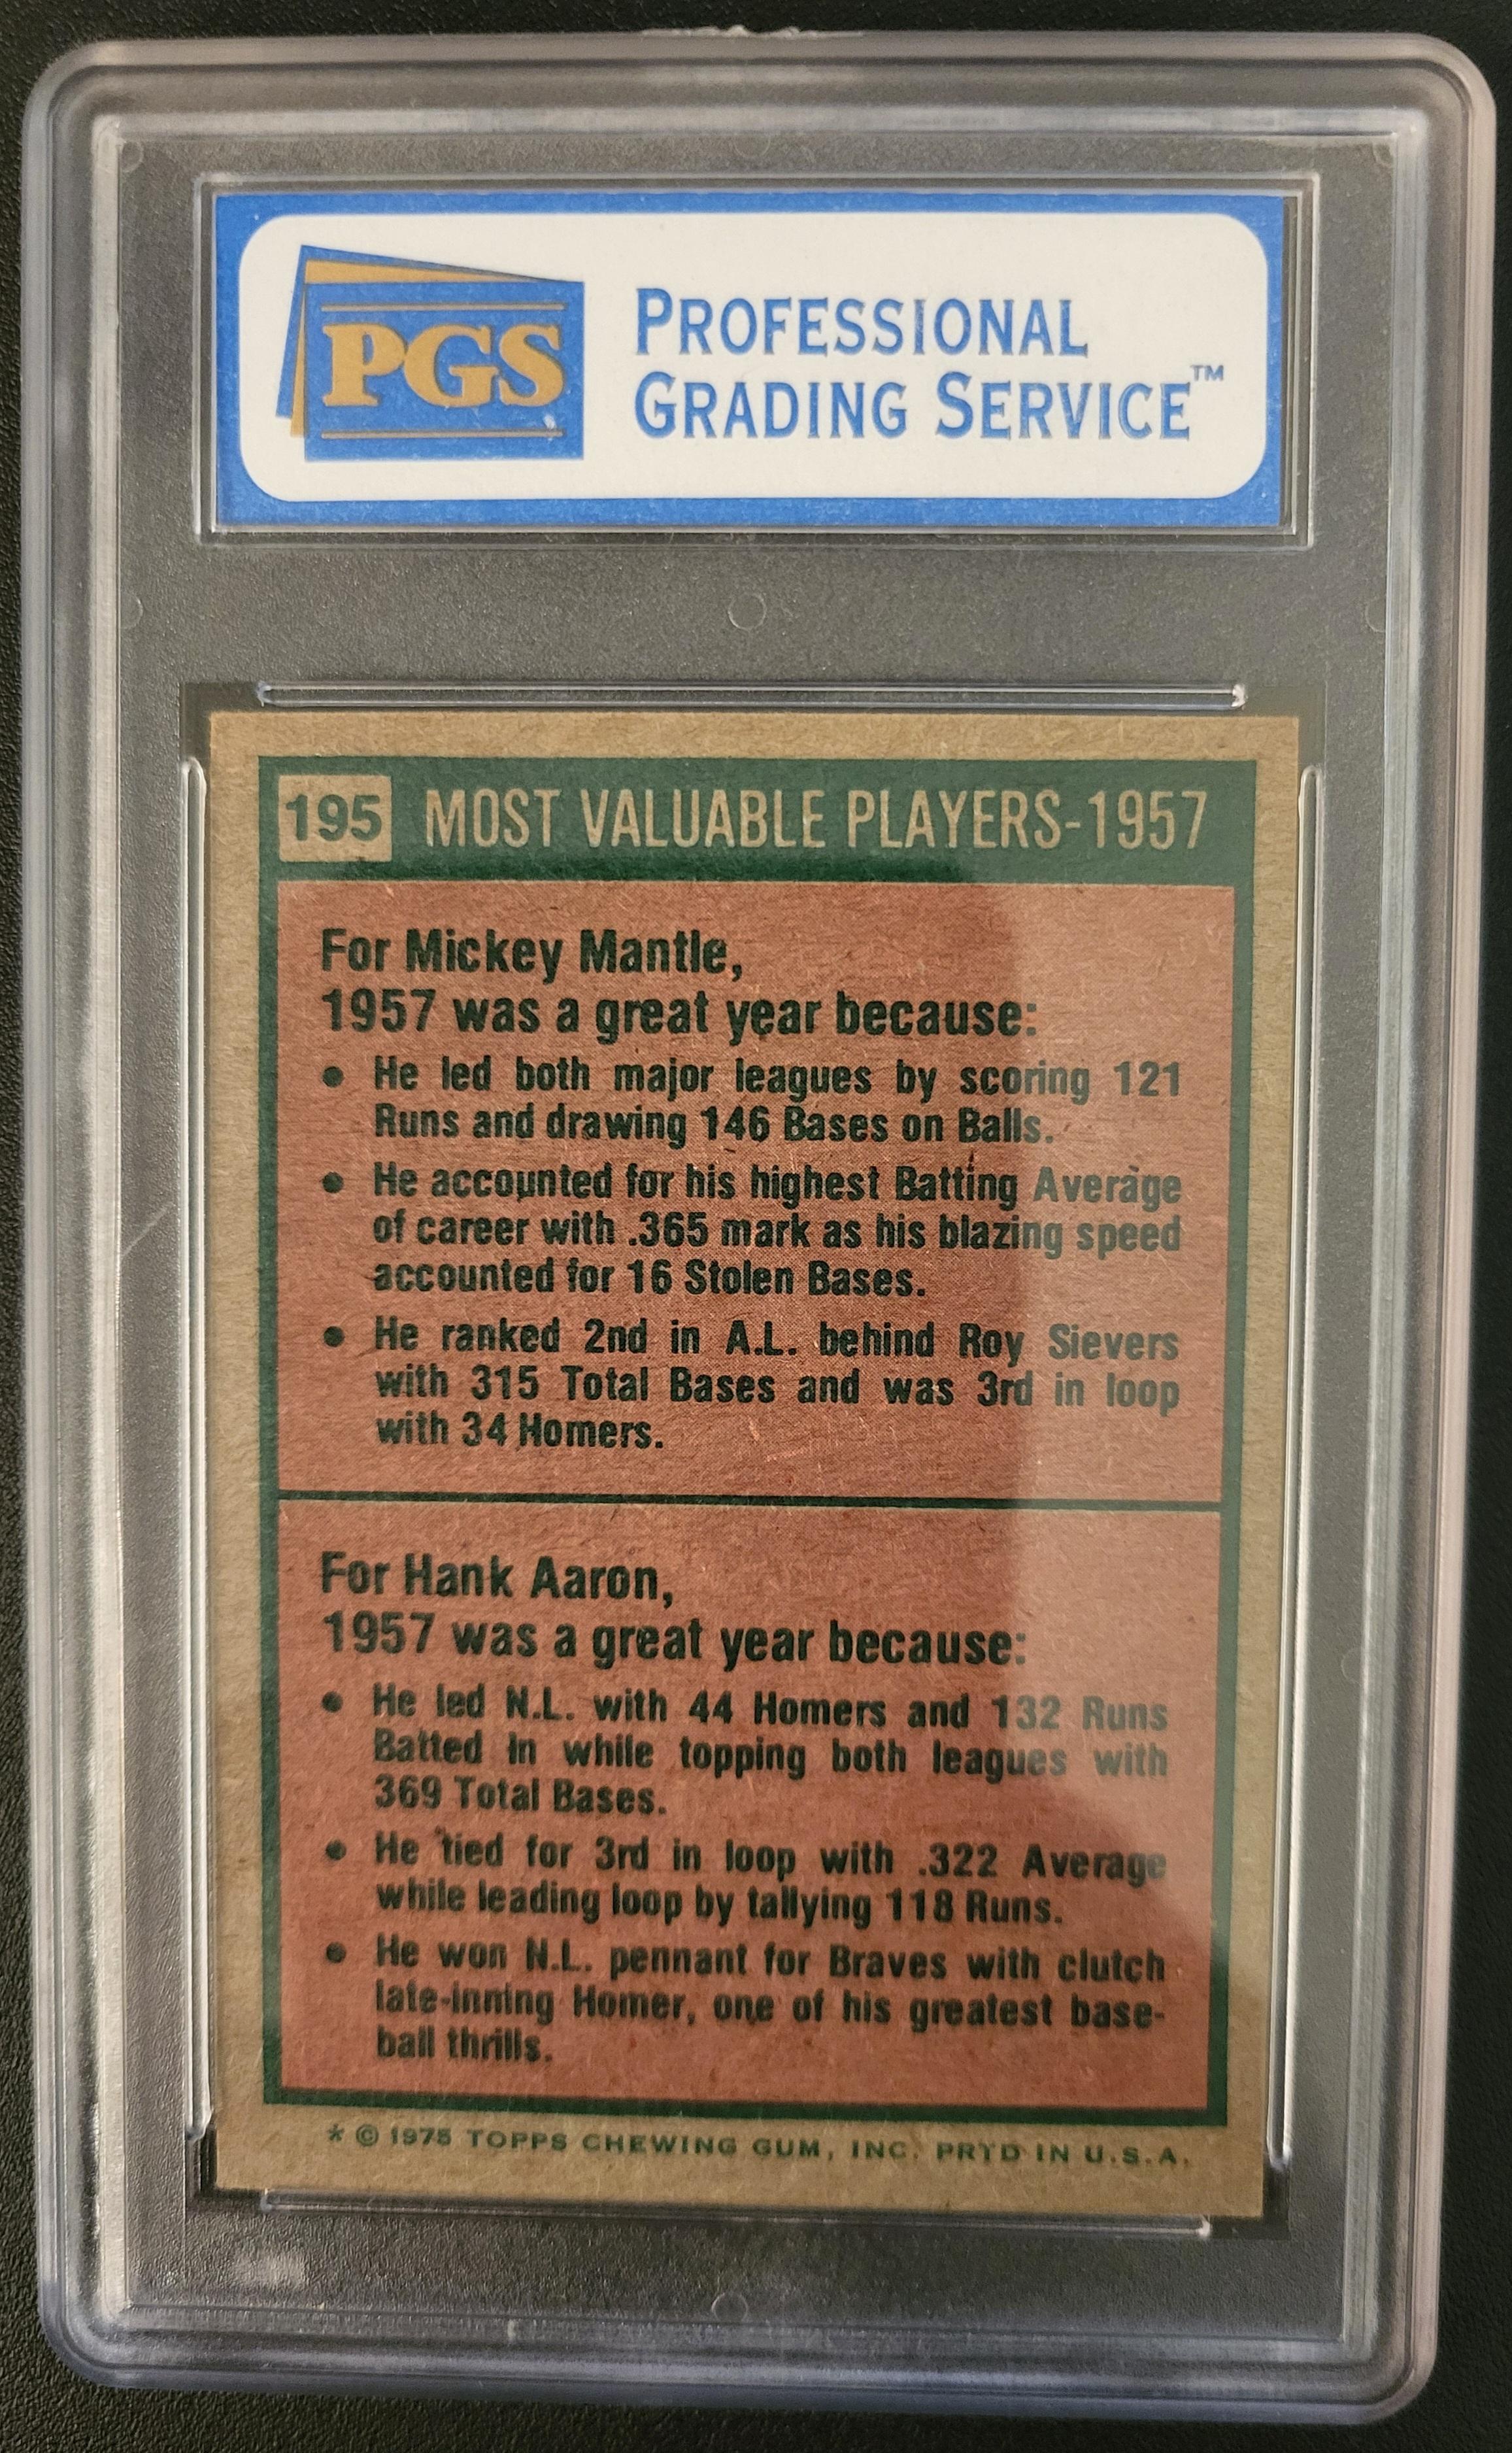 PGS
PROFESSIONAL
GRADING SERVICE™
195 MOST VALUABLE PLAYERS-1957
For Mickey Mantle,
1957 was a great year because:
• He led both major leagues by scoring 121
Runs and drawing 146 Bases on Balls.
• He accounted for his highest Batting Average
of career with .365 mark as his blazing speed
accounted for 16 Stolen Bases.
• He ranked 2nd in A.L. behind Roy Sievers
with 315 Total Bases and was 3rd in loop
with 34 Homers.
For Hank Aaron,
1957 was a great year because:
• He led N.L. with 44 Homers and 132 Runs
Batted In while topping both leagues with
369 Total Bases.
• He tied for 3rd in loop with .322 Average
while leading loop by tallying 118 Runs.
• He won N.L. pennant for Braves with clutch
late-inning Homer, one of his greatest base-
ball thrills.
* © 1975 TOPPS CHEWING GUM, INC. PRTD IN U.S.A.